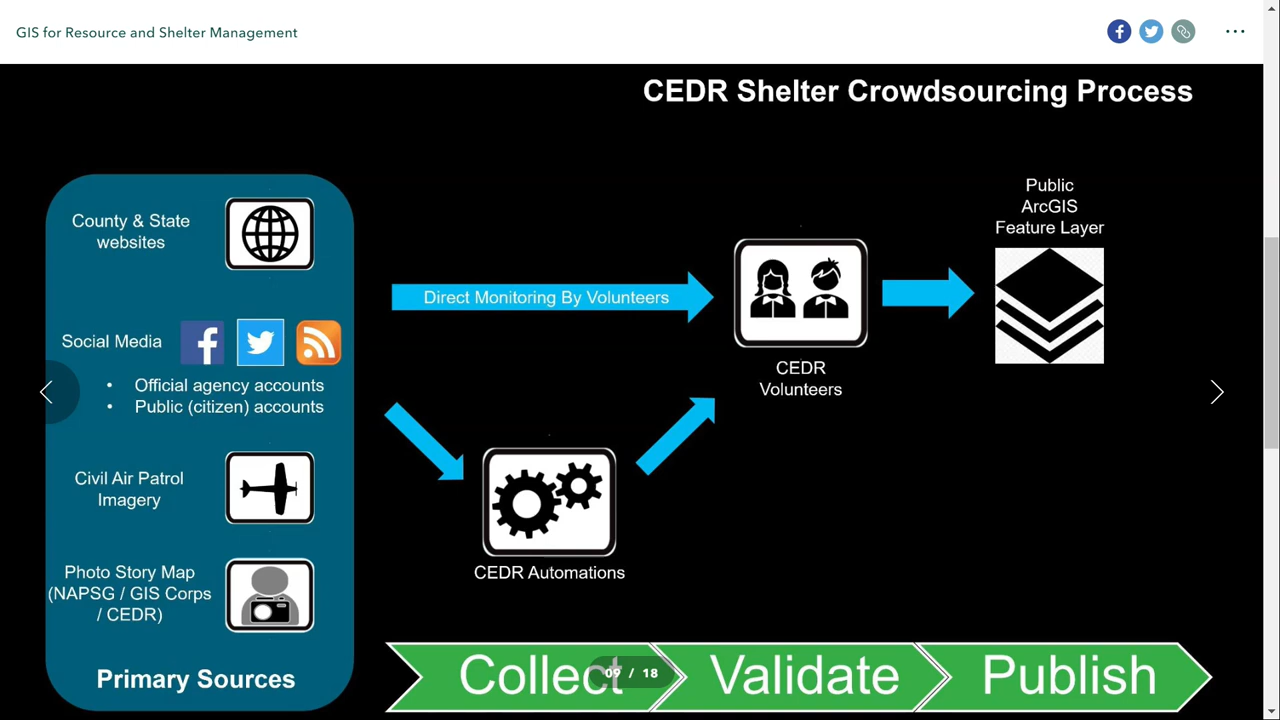 GIS for Resource and Shelter Management
CEDR Shelter Crowdsourcing Process
County & State
websites
Social Media
• Official agency accounts
• Public (citizen) accounts
Civil Air Patrol
Imagery
Photo Story Map
(NAPSG / GIS Corps
/ CEDR)
Primary Sources
Direct Monitoring By Volunteers
CEDR Automations
CEDR
Volunteers
Public
ArcGIS
Feature Layer
Collect
Validate
Publish
09 / 18